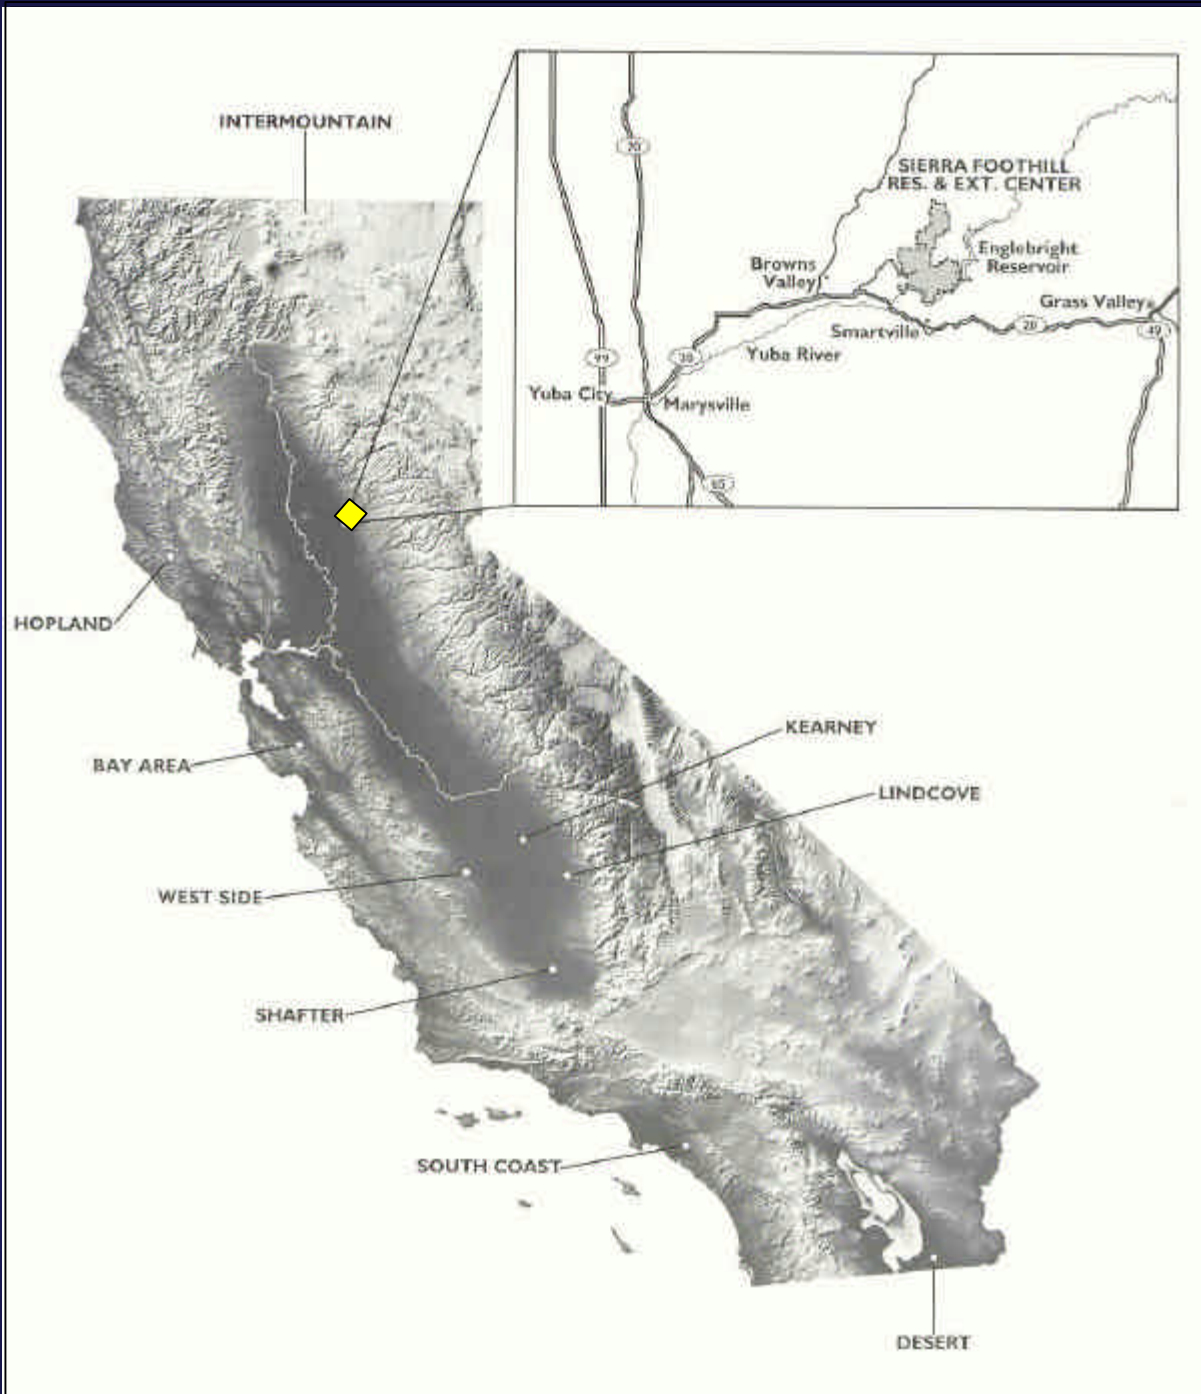 INTERMOUNTAIN
70
SIERRA FOOTHILL
RES. & EXT. CENTER
Englebright
Reservoir
Browns
Valley
Grass Valley
20
49
Smartville
99
20
Yuba River
Yuba City
Marysville
65
HOPLAND
KEARNEY
BAY AREA
LINDCOVE
WEST SIDE
SHAFTER
SOUTH COAST
DESERT